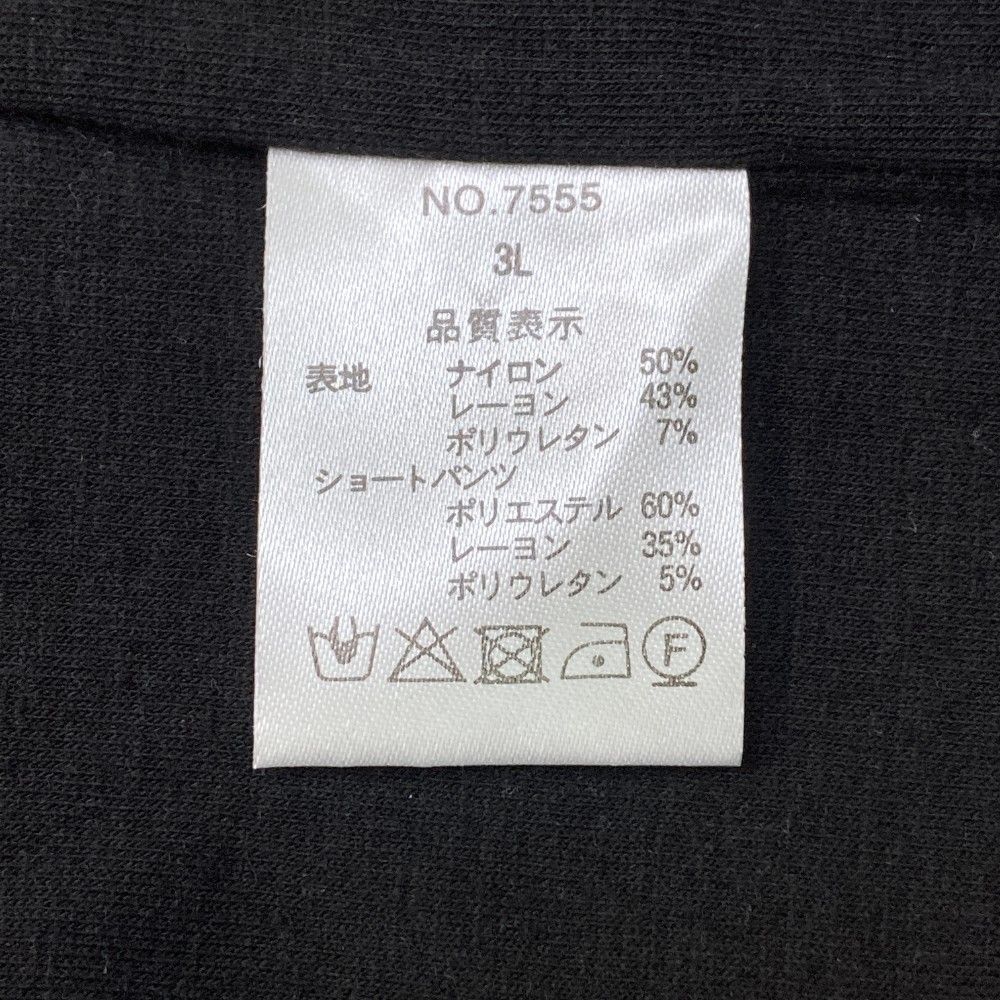 NO.7555
3L
品質表示
表地 ナイロン 50%
レーヨン 43%
ポリウレタン 7%
ショートパンツ
ポリエステル 60%
レーヨン 35%
ポリウレタン 5%
F